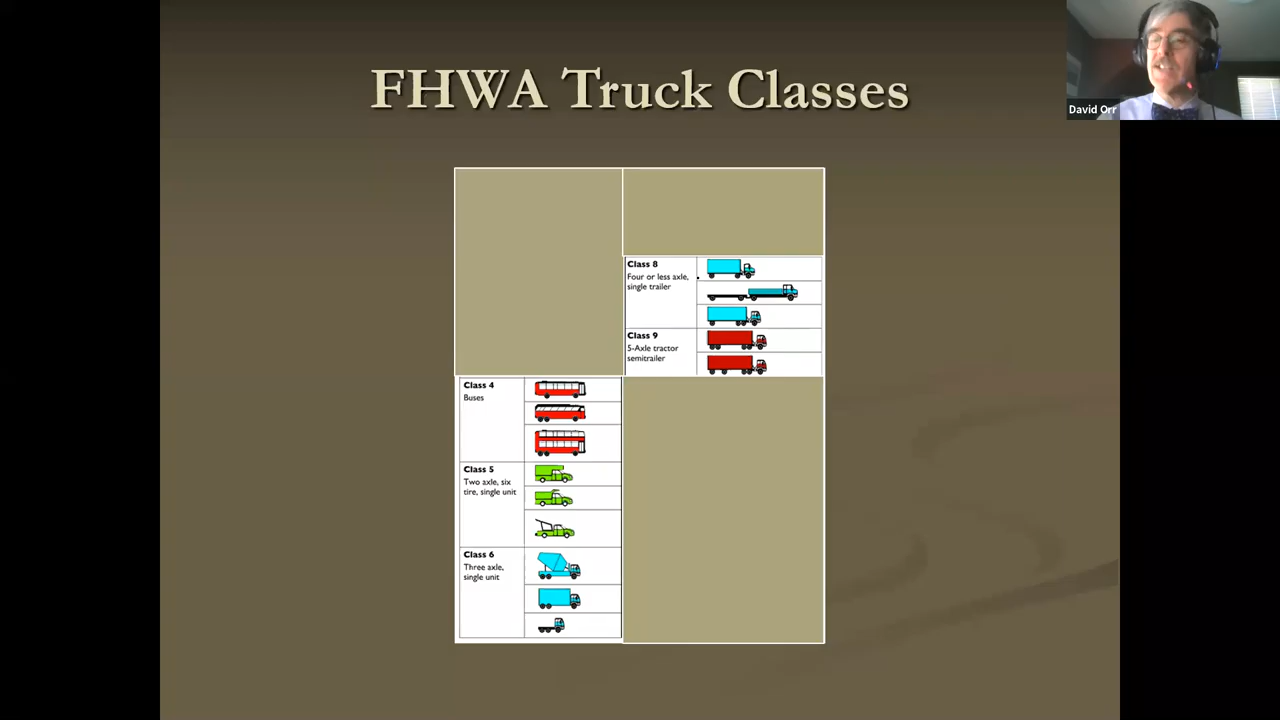 FHWA Truck Classes
David Orr
Class 8
Four or less axle,
single trailer
Class 9
5-Axle tractor
semitrailer
Class 4
Buses
Class 5
Two axle, six
tire, single unit
Class 6
Three axle,
single unit